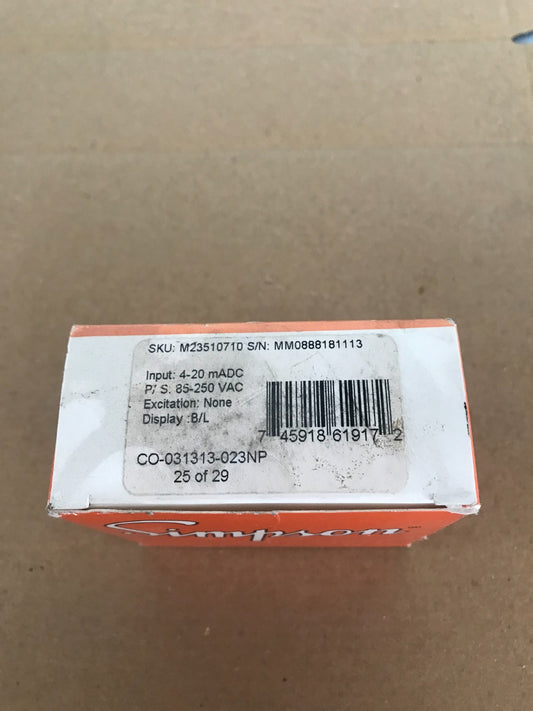 SKU: M23510710 S/N: MM0888181113
Input: 4-20 mADC
P/ S: 85-250 VAC
Excitation: None
Display :B/L
7 45918 61917 2
CO-031313-023NP
25 of 29
Simpson